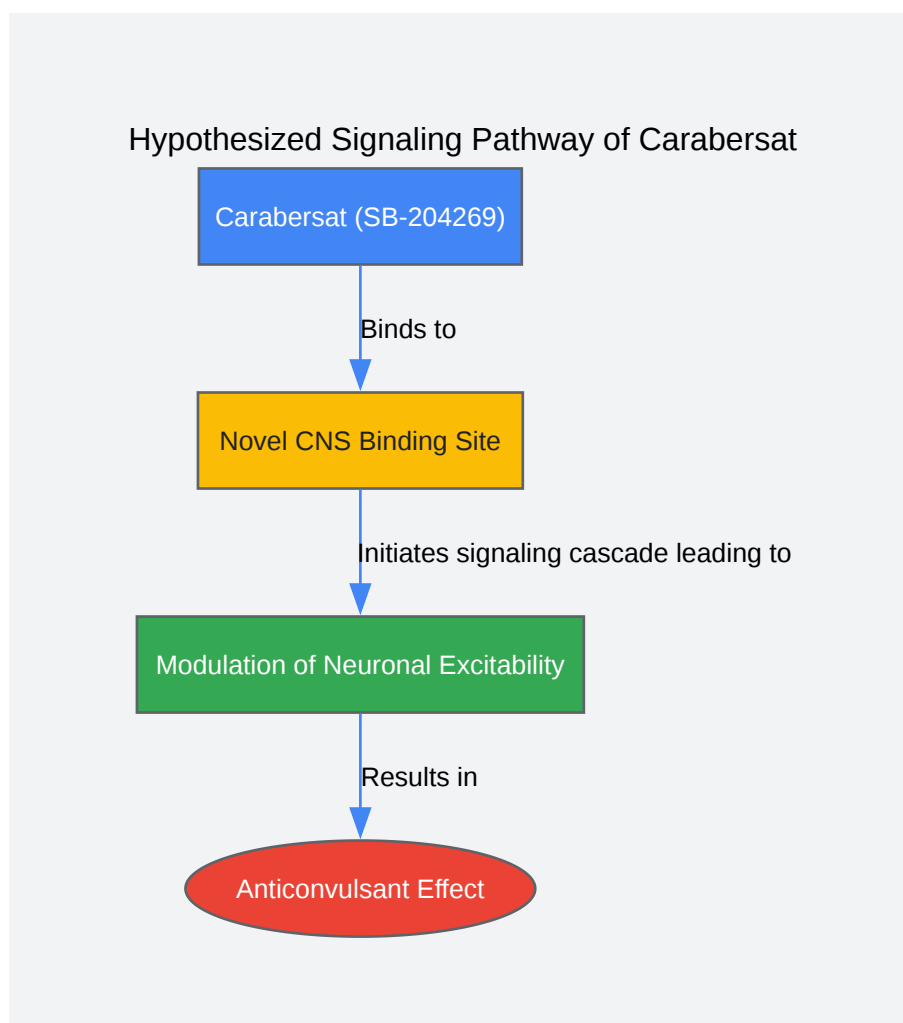 Hypothesized Signaling Pathway of Carabersat
Carabersat (SB-204269)
Binds to
Novel CNS Binding Site
Initiates signaling cascade leading to
Modulation of Neuronal Excitability
Results in
Anticonvulsant Effect